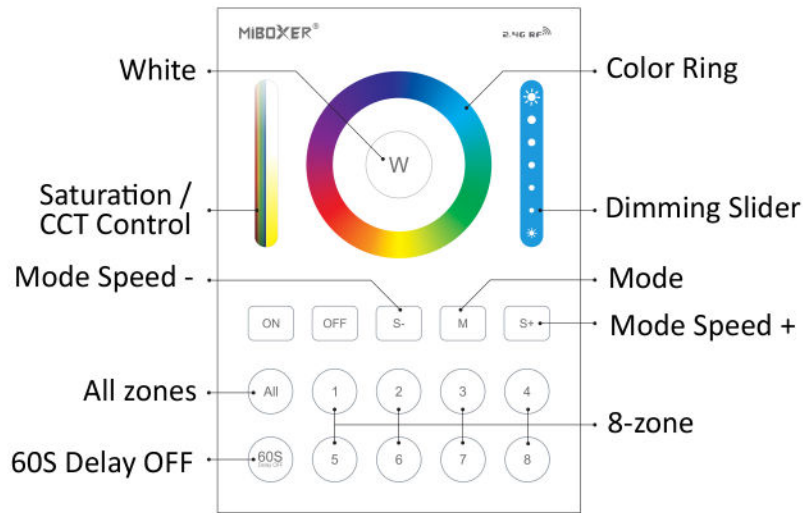 MiBOXER®
2.4G RF
White
Color Ring
W
Saturation /
CCT Control
Dimming Slider
Mode Speed -
Mode
ON
OFF
S-
M
S+
Mode Speed +
All zones
All
1
2
3
4
8-zone
60S Delay OFF
60S
Delay OFF
5
6
7
8